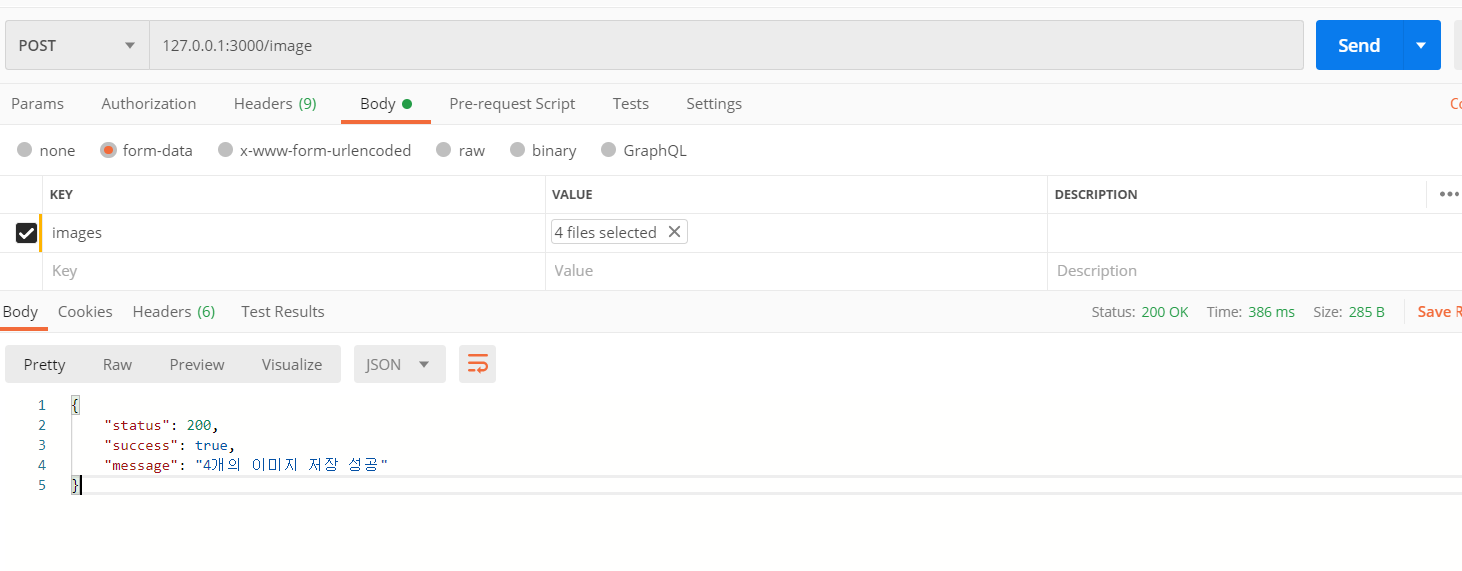 POST 127.0.0.1:3000/image Send
Params Authorization Headers (9) Body Pre-request Script Tests Settings
none form-data x-www-form-urlencoded raw binary GraphQL
KEY VALUE DESCRIPTION
images 4 files selected
Key Value Description
Body Cookies Headers (6) Test Results Status: 200 OK Time: 386 ms Size: 285 B Save R
Pretty Raw Preview Visualize JSON
1 {
2 "status": 200,
3 "success": true,
4 "message": "4개의 이미지 저장 성공"
5 }